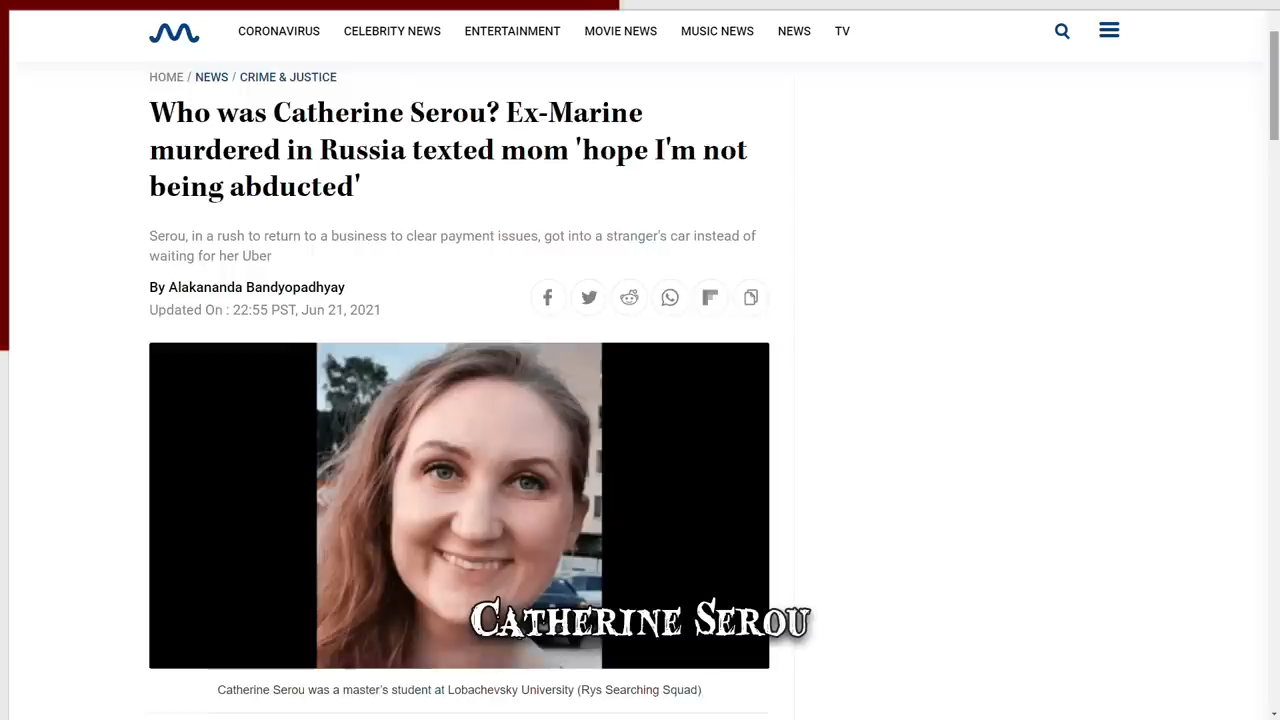 CORONAVIRUS CELEBRITY NEWS ENTERTAINMENT MOVIE NEWS MUSIC NEWS NEWS TV
HOME / NEWS / CRIME & JUSTICE
Who was Catherine Serou? Ex-Marine
murdered in Russia texted mom 'hope I'm not
being abducted'
Serou, in a rush to return to a business to clear payment issues, got into a stranger's car instead of
waiting for her Uber
By Alakananda Bandyopadhyay
Updated On : 22:55 PST, Jun 21, 2021
CATHERINE SEROU
Catherine Serou was a master's student at Lobachevsky University (Rys Searching Squad)